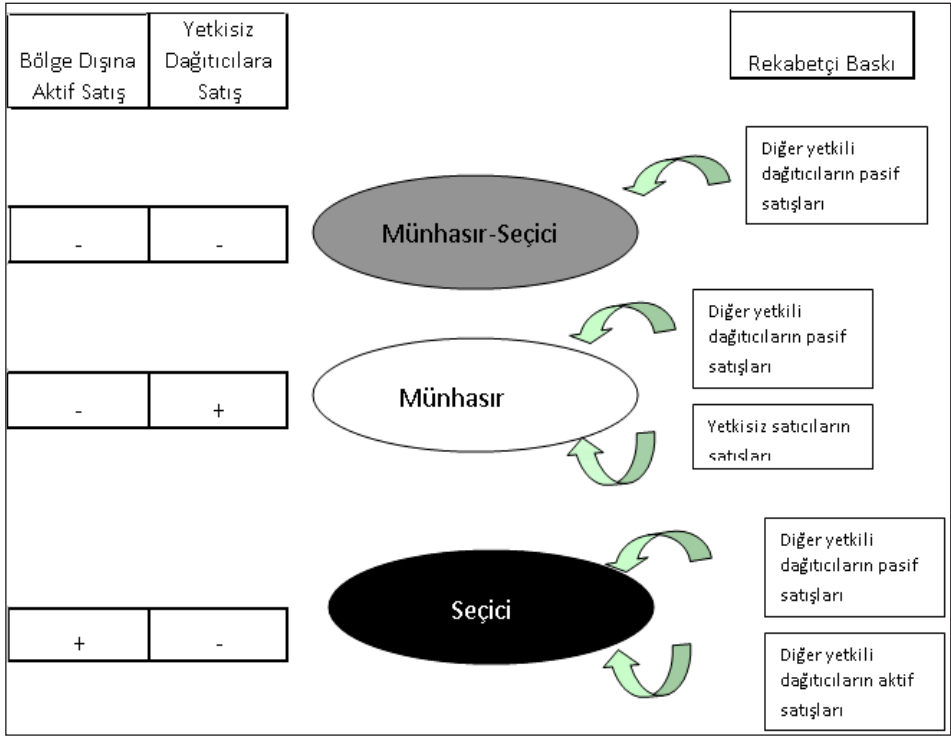 Bölge Dışına
Aktif Satış
Yetkisiz
Dağıtıcılara
Satış
Rekabetçi Baskı
Diğer yetkili
dağıtıcıların pasif
satışları
-
-
Münhasır-Seçici
Diğer yetkili
dağıtıcıların pasif
satışları
-
+
Münhasır
Yetkisiz satıcıların
satışları
Diğer yetkili
dağıtıcıların pasif
satışları
+
-
Seçici
Diğer yetkili
dağıtıcıların aktif
satışları